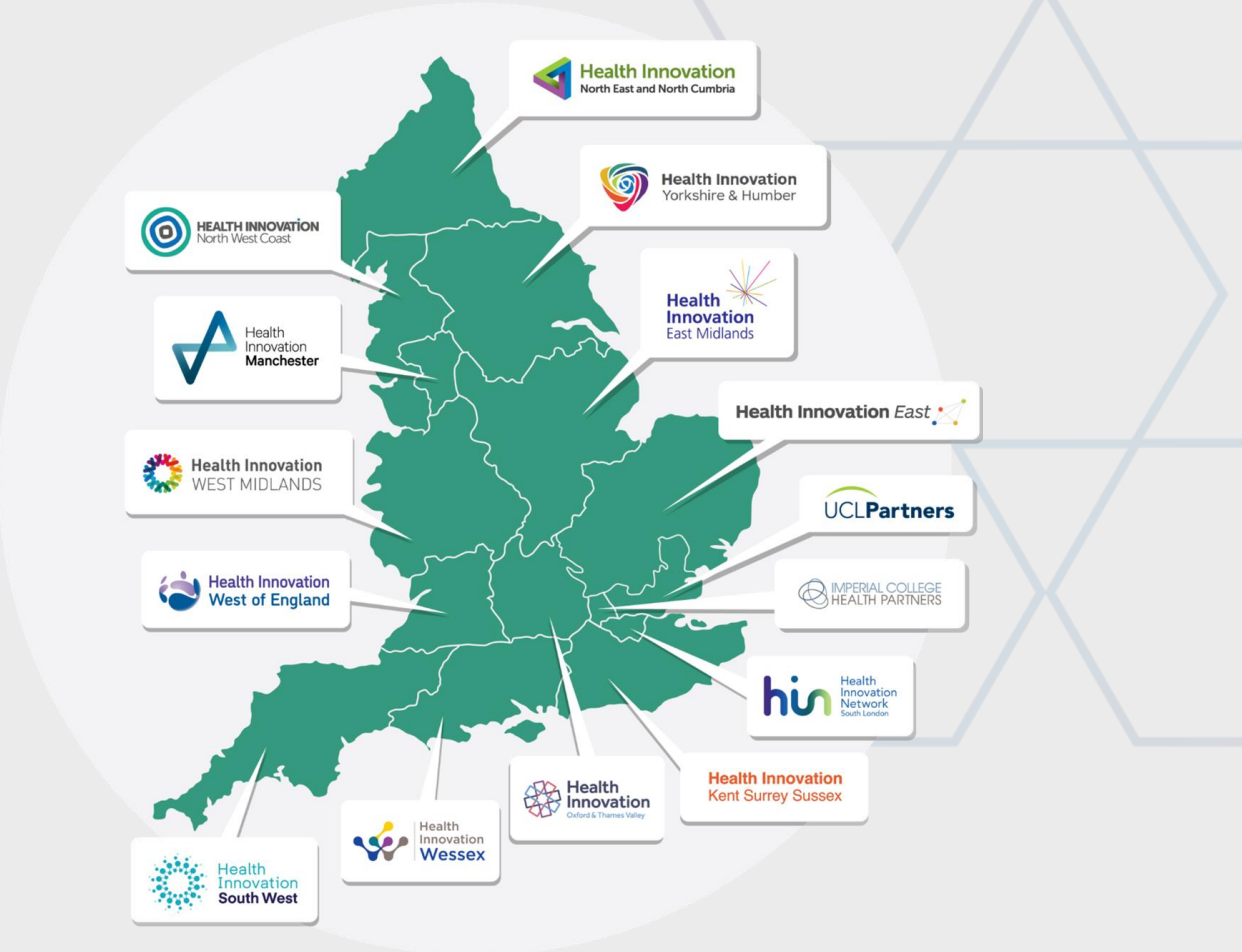 Health Innovation
North East and North Cumbria
Health Innovation
Yorkshire & Humber
HEALTH INNOVATION
North West Coast
Health
Innovation
East Midlands
Health
Innovation
Manchester
Health Innovation East
Health Innovation
WEST MIDLANDS
UCLPartners
Health Innovation
West of England
IMPERIAL COLLEGE
HEALTH PARTNERS
hin
Health
Innovation
Network
South London
Health Innovation
Kent Surrey Sussex
Health
Innovation
Oxford & Thames Valley
Health
Innovation
Wessex
Health
Innovation
South West